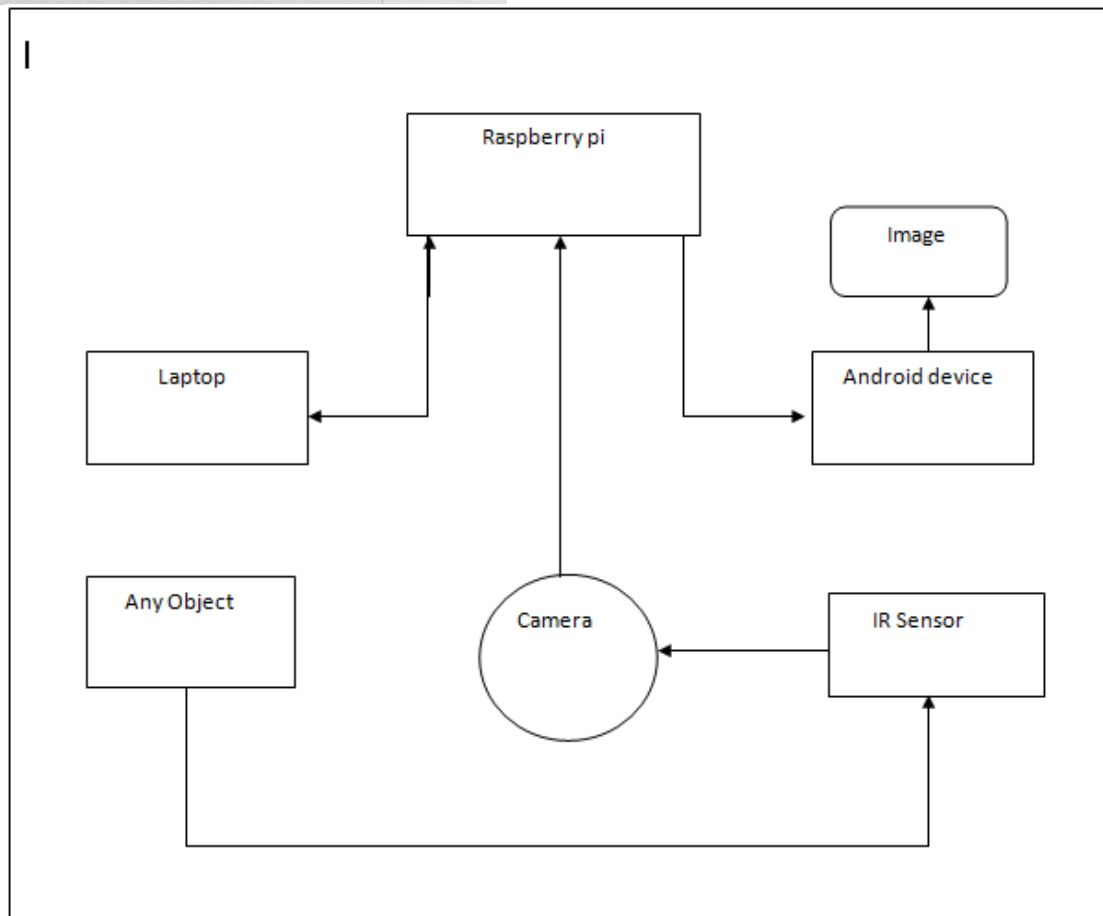 Raspberry pi
Image
Laptop
Android device
Any Object
Camera
IR Sensor